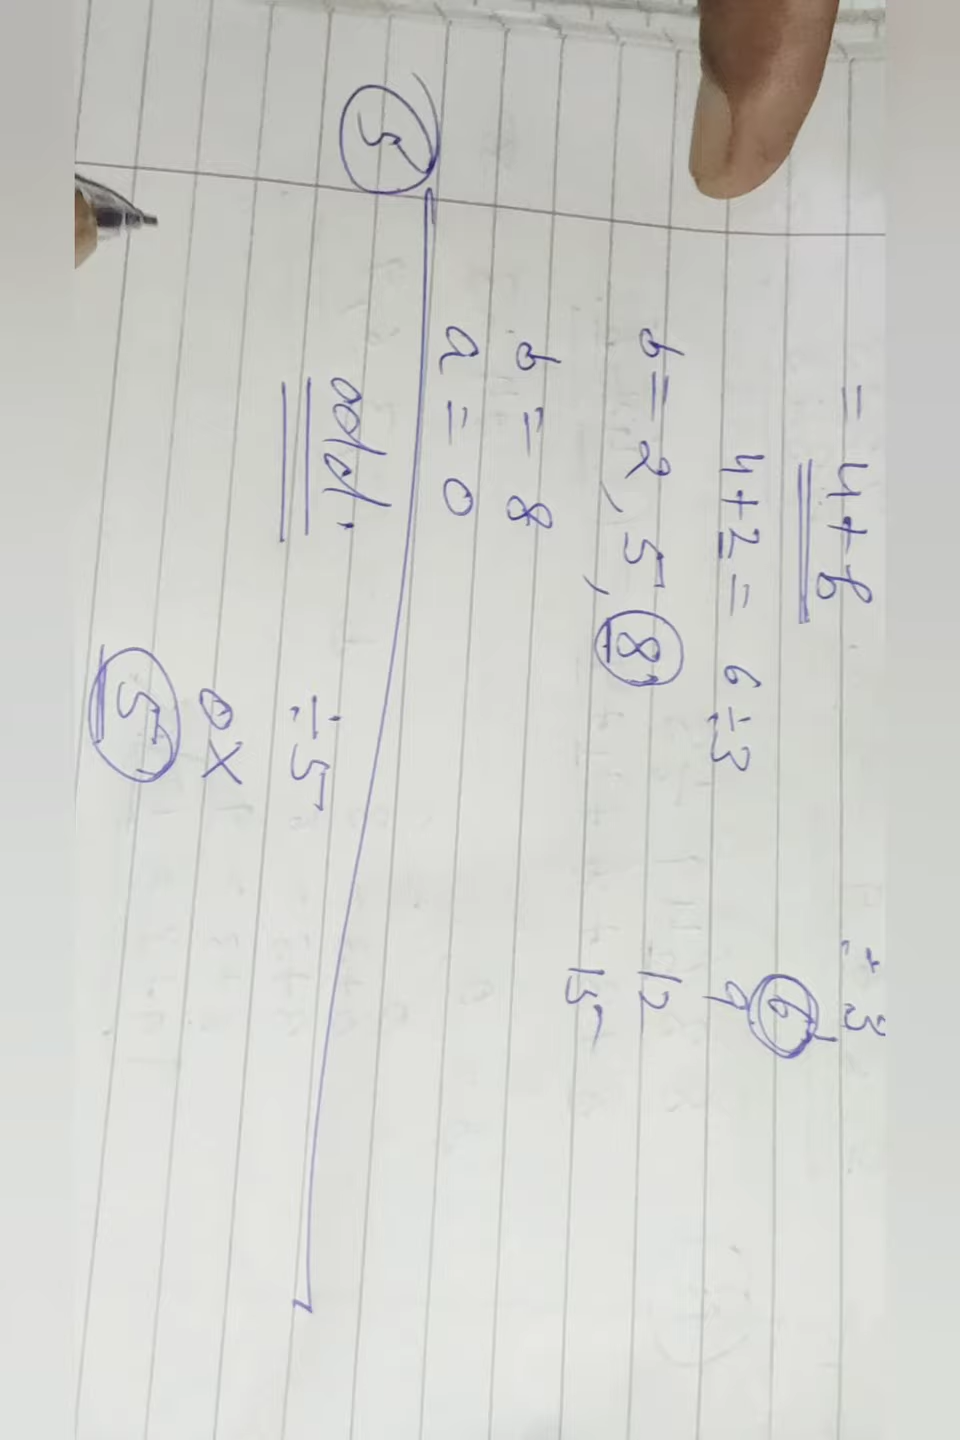 = 4+b ÷3
4+2 = 6÷3 6
9
b = 2, 5, 8 12
15
b = 8
a = 0
5
odd. ÷5
0X
5